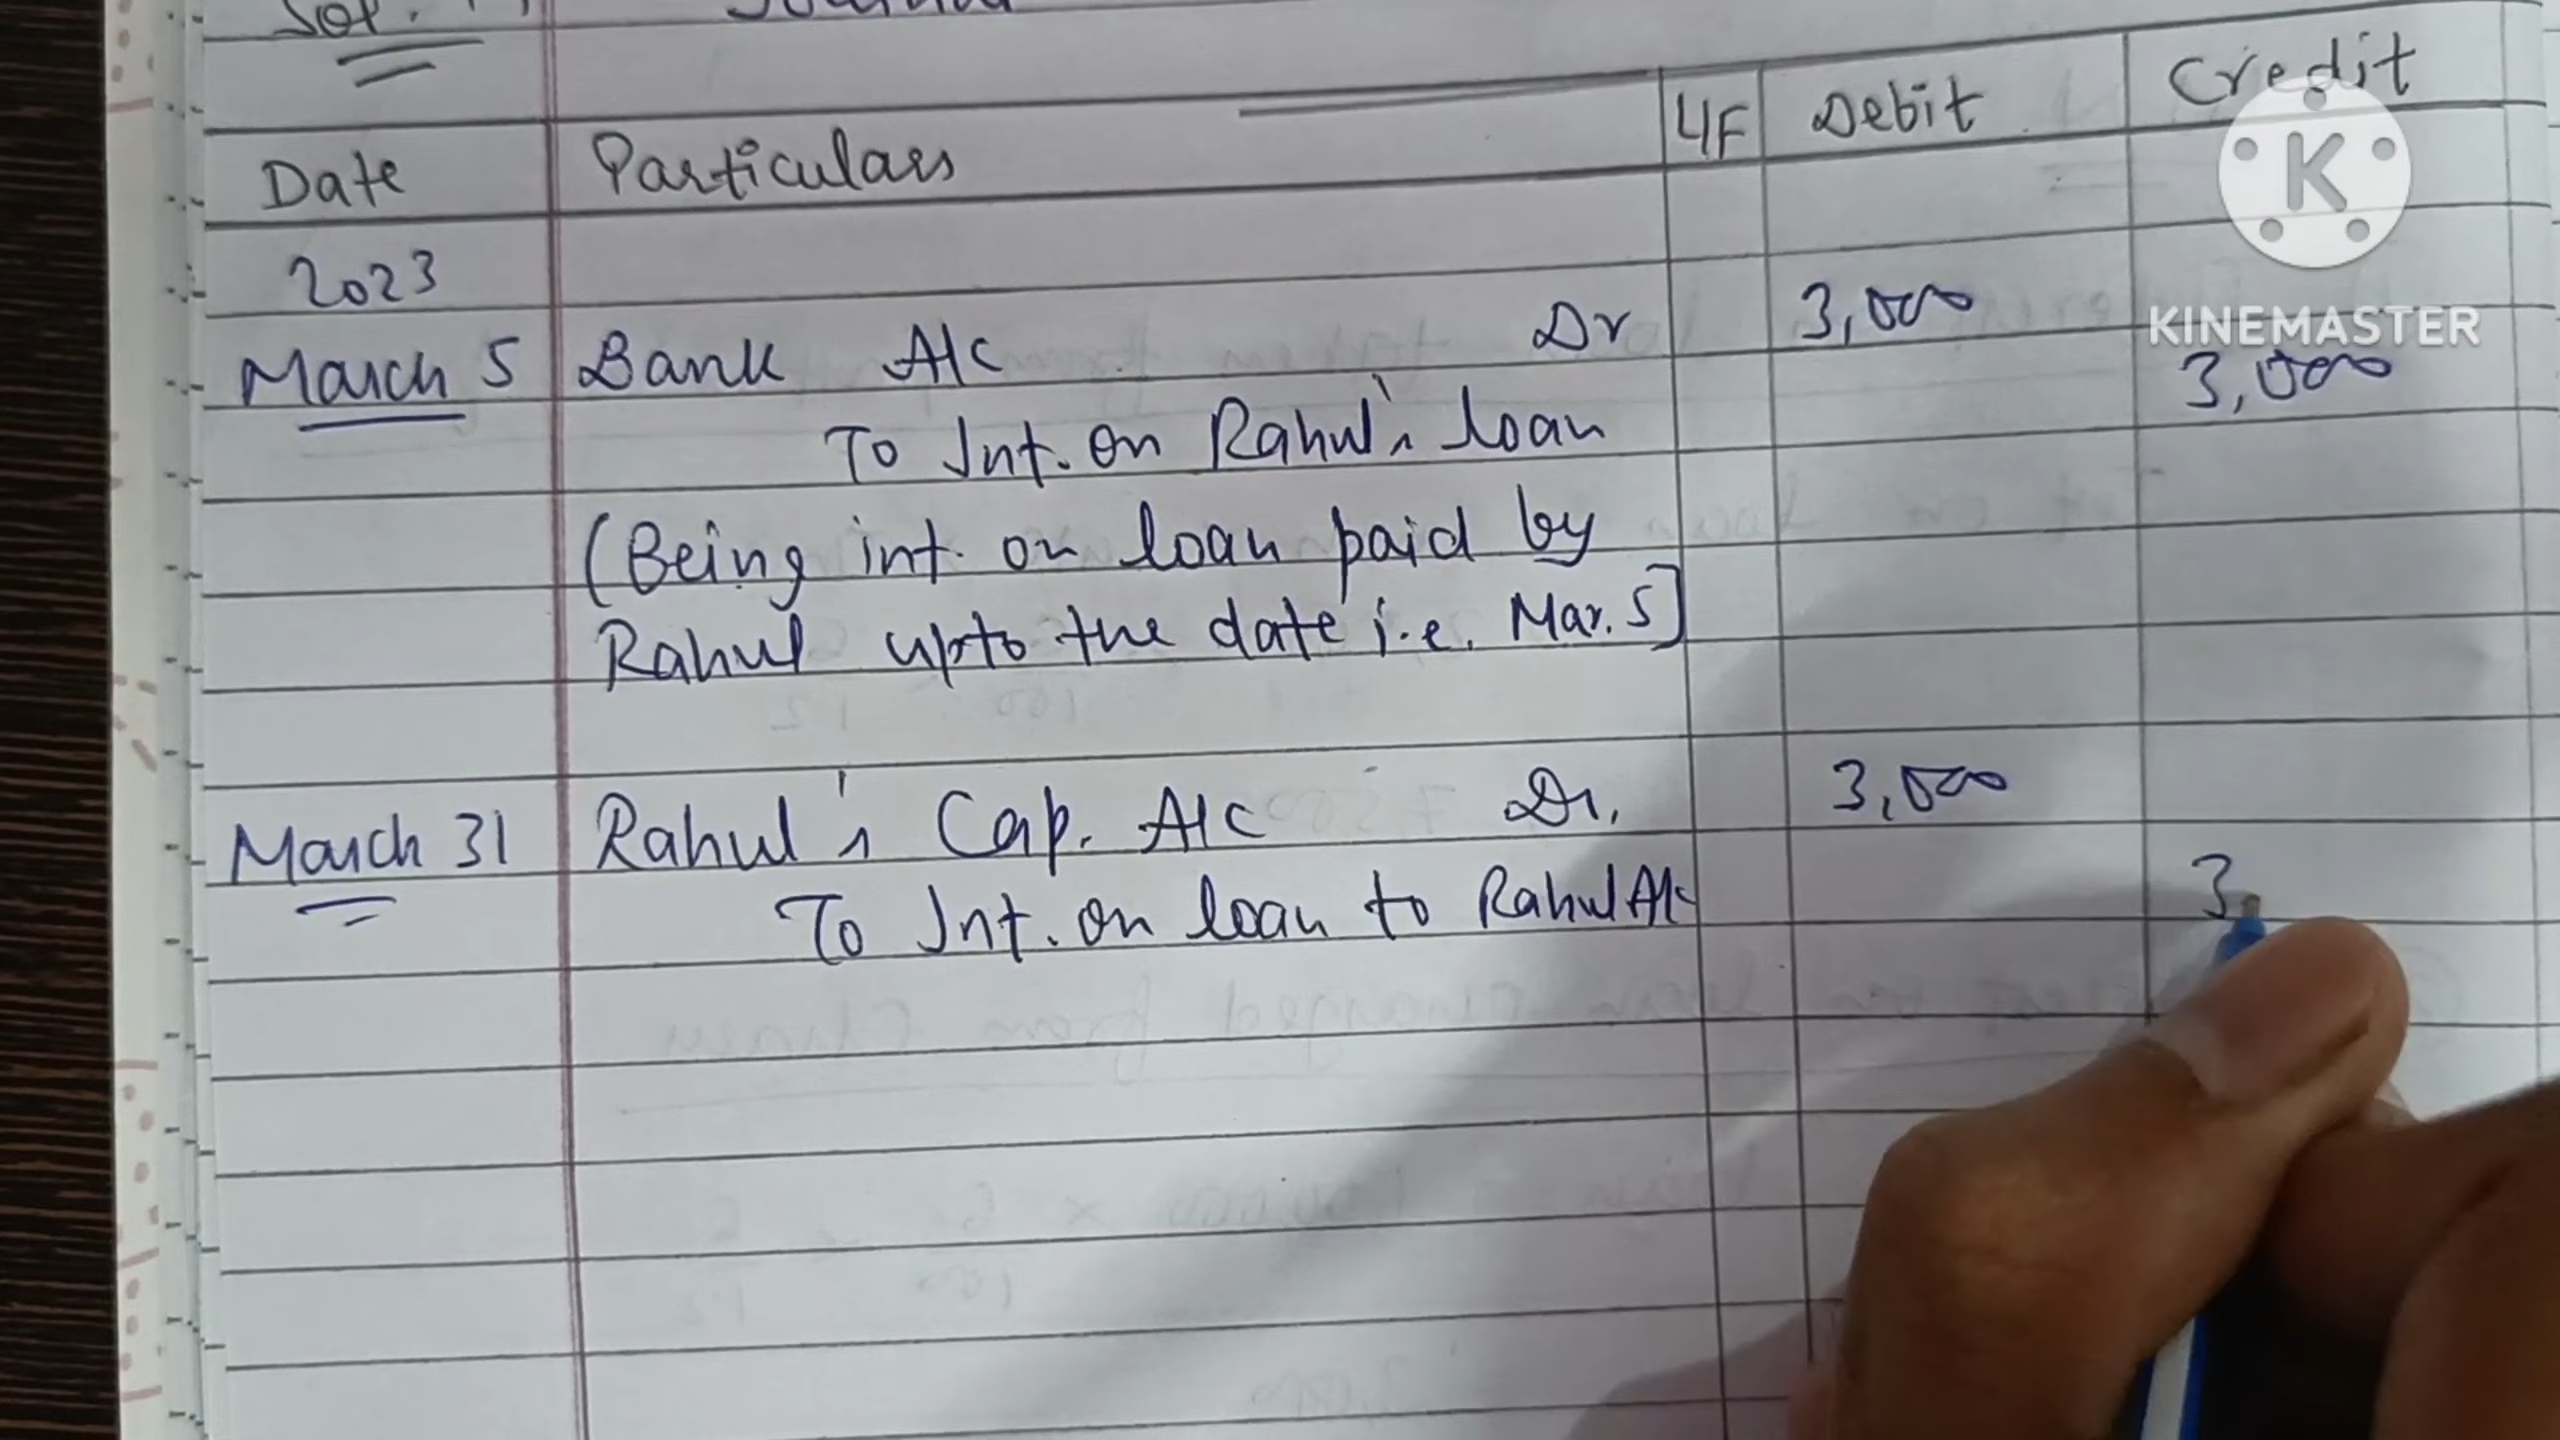 Sol.
Date Particulars L/F Debit Credit
2023
March 5 Bank A/c Dr 3,000
To Int. on Rahul's loan 3,000
(Being int. on loan paid by
Rahul upto the date i.e. Mar. 5]
March 31 Rahul's Cap. A/c Dr. 3,000
To Int. on loan to Rahul A/c 3
K
KINEMASTER